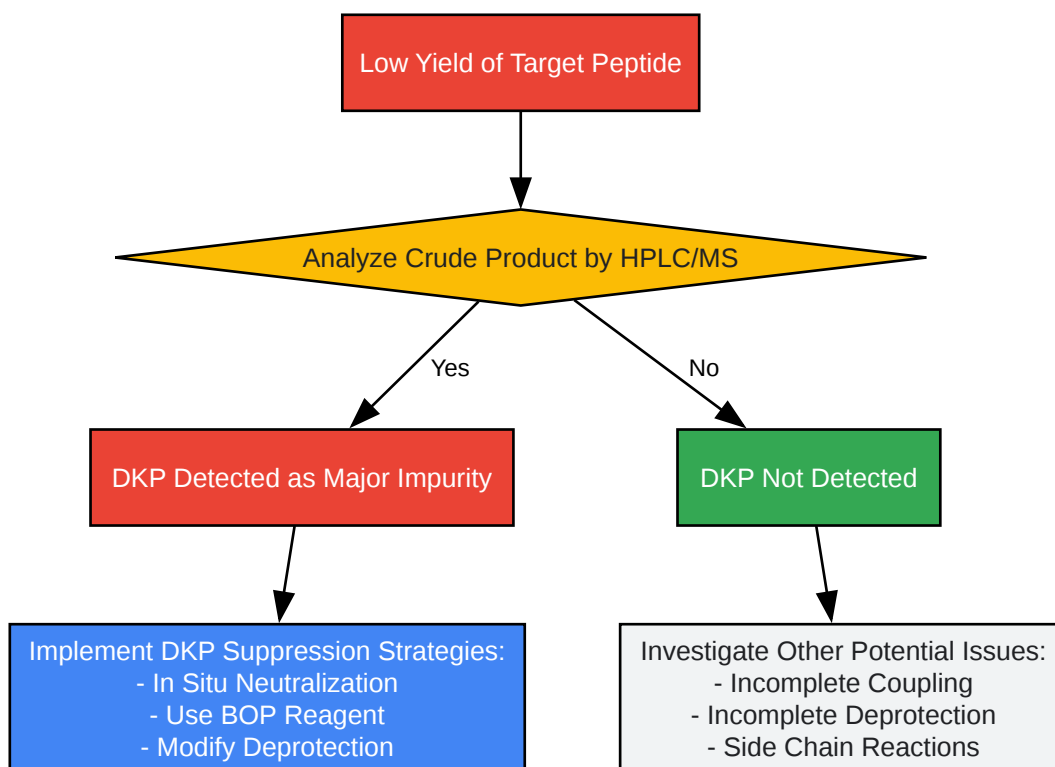 Low Yield of Target Peptide
Analyze Crude Product by HPLC/MS
Yes
No
DKP Detected as Major Impurity
DKP Not Detected
Implement DKP Suppression Strategies:
- In Situ Neutralization
- Use BOP Reagent
- Modify Deprotection
Investigate Other Potential Issues:
- Incomplete Coupling
- Incomplete Deprotection
- Side Chain Reactions